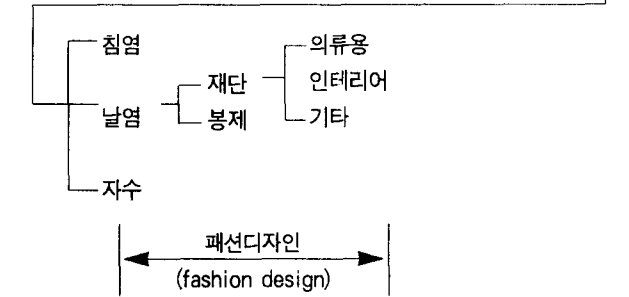 침염
날염
자수
재단
봉제
의류용
인테리어
기타
패션디자인
(fashion design)